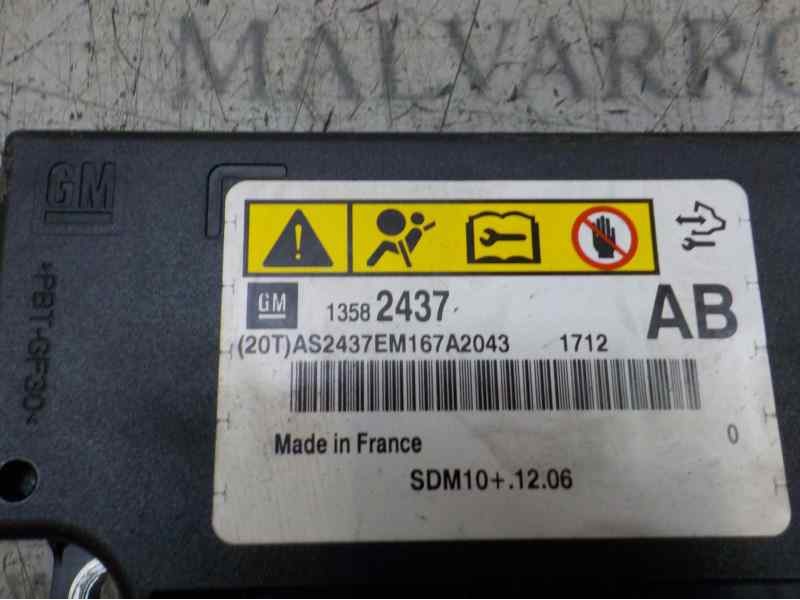 MALVARRO
GM
>PBT-GF30<
GM 1358 2437 AB
(20T)AS2437EM167A2043 1712
Made in France 0
SDM10+.12.06